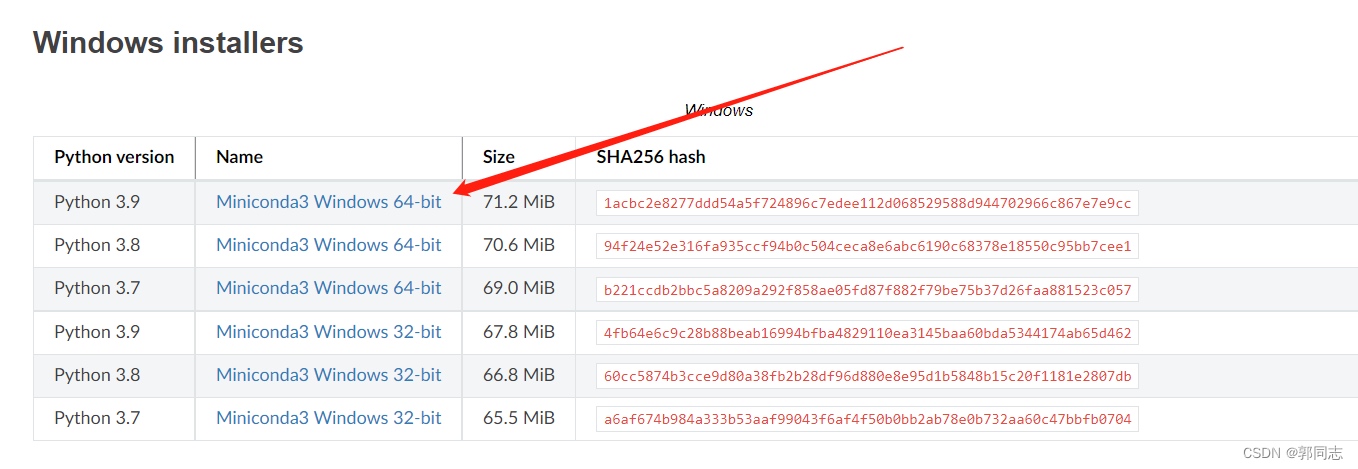 Windows installers
Windows
Python version Name Size SHA256 hash
Python 3.9 Miniconda3 Windows 64-bit 71.2 MiB 1acbc2e8277ddd54a5f724896c7edee112d068529588d944702966c867e7e9cc
Python 3.8 Miniconda3 Windows 64-bit 70.6 MiB 94f24e52e316fa935ccf94b0c504ceca8e6abc6190c68378e18550c95bb7cee1
Python 3.7 Miniconda3 Windows 64-bit 69.0 MiB b221ccdb2bbc5a8209a292f858ae05fd87f882f79be75b37d26faa881523c057
Python 3.9 Miniconda3 Windows 32-bit 67.8 MiB 4fb64e6c9c28b88beab16994bfba4829110ea3145baa60bda5344174ab65d462
Python 3.8 Miniconda3 Windows 32-bit 66.8 MiB 60cc5874b3cce9d80a38fb2b28df96d880e8e95d1b5848b15c20f1181e2807db
Python 3.7 Miniconda3 Windows 32-bit 65.5 MiB a6af674b984a333b53aaf99043f6af4f50b0bb2ab78e0b732aa60c47bbfb0704
CSDN @郭同志